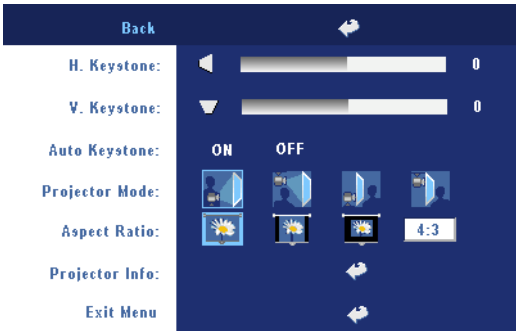 Back
H. Keystone: 0
V. Keystone: 0
Auto Keystone: ON OFF
Projector Mode:
Aspect Ratio: 4:3
Projector Info:
Exit Menu